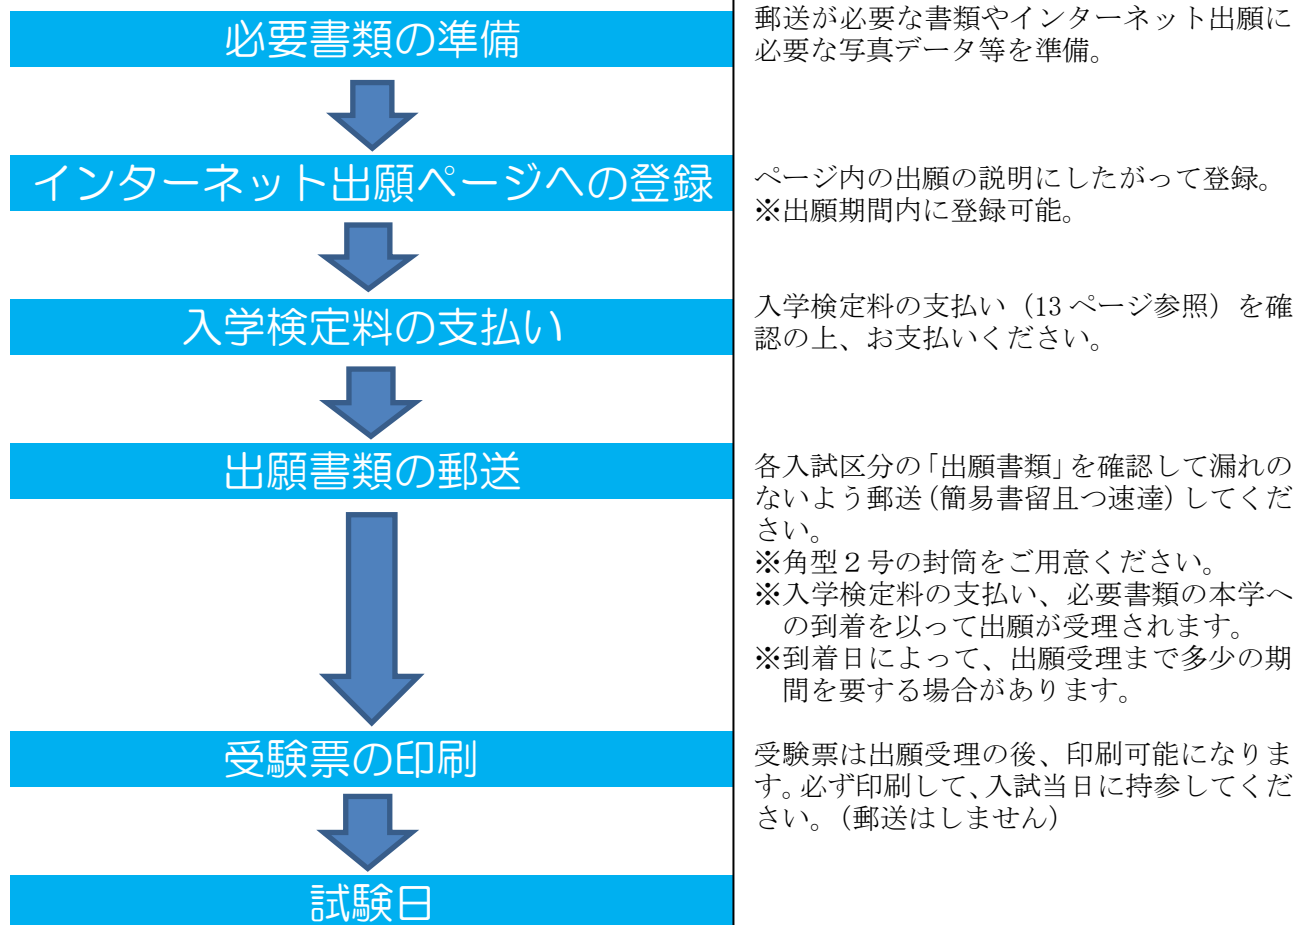 必要書類の準備
郵送が必要な書類やインターネット出願に
必要な写真データ等を準備。
インターネット出願ページへの登録
ページ内の出願の説明にしたがって登録。
※出願期間内に登録可能。
入学検定料の支払い
入学検定料の支払い（13 ページ参照）を確
認の上、お支払いください。
出願書類の郵送
各入試区分の「出願書類」を確認して漏れの
ないよう郵送（簡易書留且つ速達）してくだ
さい。
※角型２号の封筒をご用意ください。
※入学検定料の支払い、必要書類の本学へ
の到着を以って出願が受理されます。
※到着日によって、出願受理まで多少の期
間を要する場合があります。
受験票の印刷
受験票は出願受理の後、印刷可能になりま
す。必ず印刷して、入試当日に持参してくだ
さい。（郵送はしません）
試験日